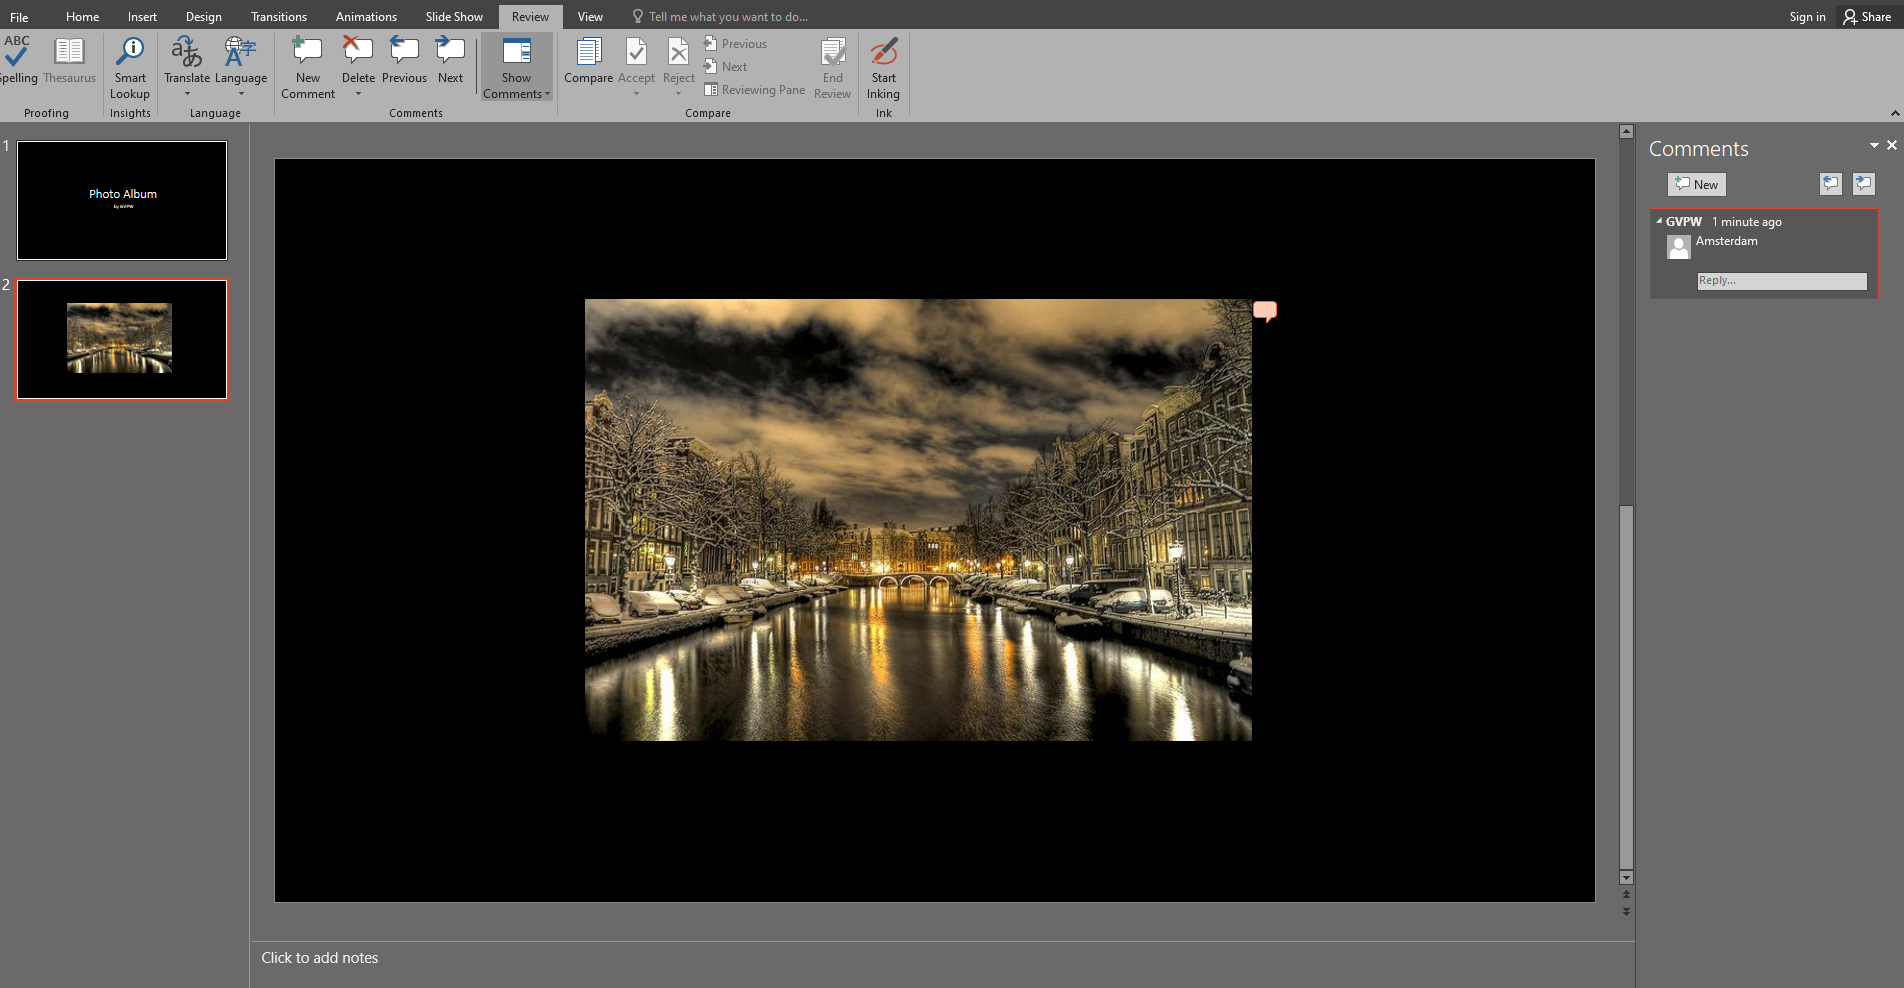 File Home Insert Design Transitions Animations Slide Show Review View Tell me what you want to do... Sign in Share
ABC
Spelling Thesaurus Smart Lookup Translate Language New Comment Delete Previous Next Show Comments Compare Accept Reject Previous Next Reviewing Pane End Review Start Inking
Proofing Insights Language Comments Compare Ink
1
Photo Album
by GVPW
2
Comments
New
GVPW 1 minute ago
Amsterdam
Reply...
Click to add notes